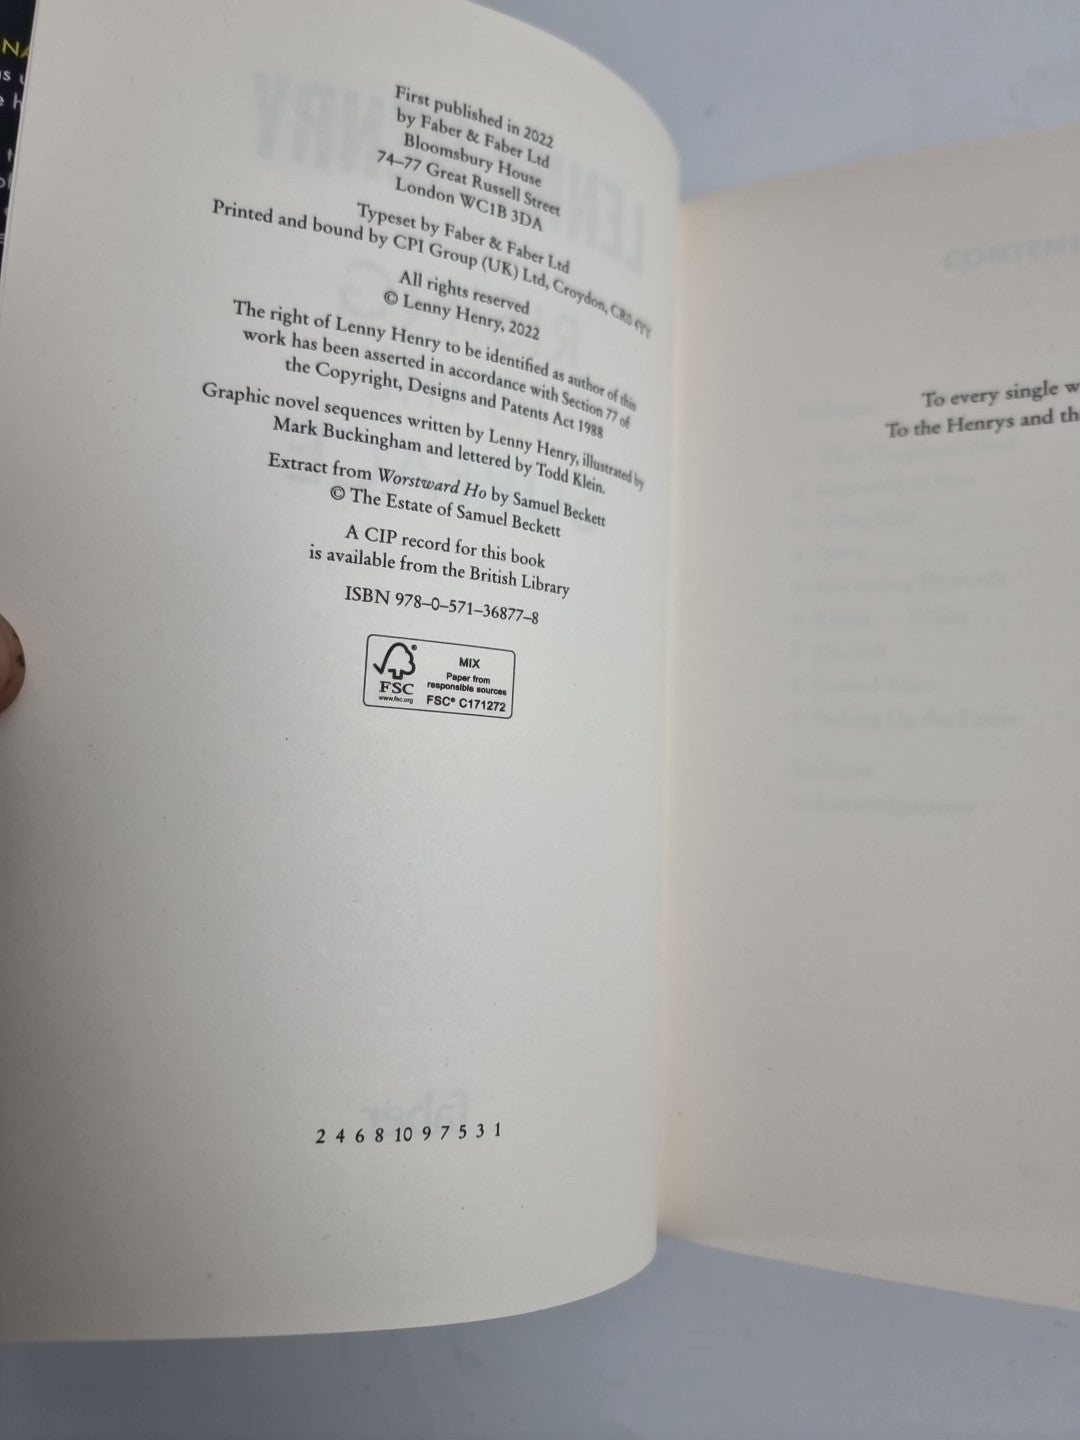 First published in 2022
by Faber & Faber Ltd
Bloomsbury House
74–77 Great Russell Street
London WC1B 3DA
Typeset by Faber & Faber Ltd
Printed and bound by CPI Group (UK) Ltd, Croydon, CR0 4YY
All rights reserved
© Lenny Henry, 2022
The right of Lenny Henry to be identified as author of this
work has been asserted in accordance with Section 77 of
the Copyright, Designs and Patents Act 1988
Graphic novel sequences written by Lenny Henry, illustrated by
Mark Buckingham and lettered by Todd Klein.
Extract from Worstward Ho by Samuel Beckett
© The Estate of Samuel Beckett
A CIP record for this book
is available from the British Library
ISBN 978–0–571–36877–8
FSC
www.fsc.org
MIX
Paper from
responsible sources
FSC® C171272
2 4 6 8 10 9 7 5 3 1
To every single w
To the Henrys and th